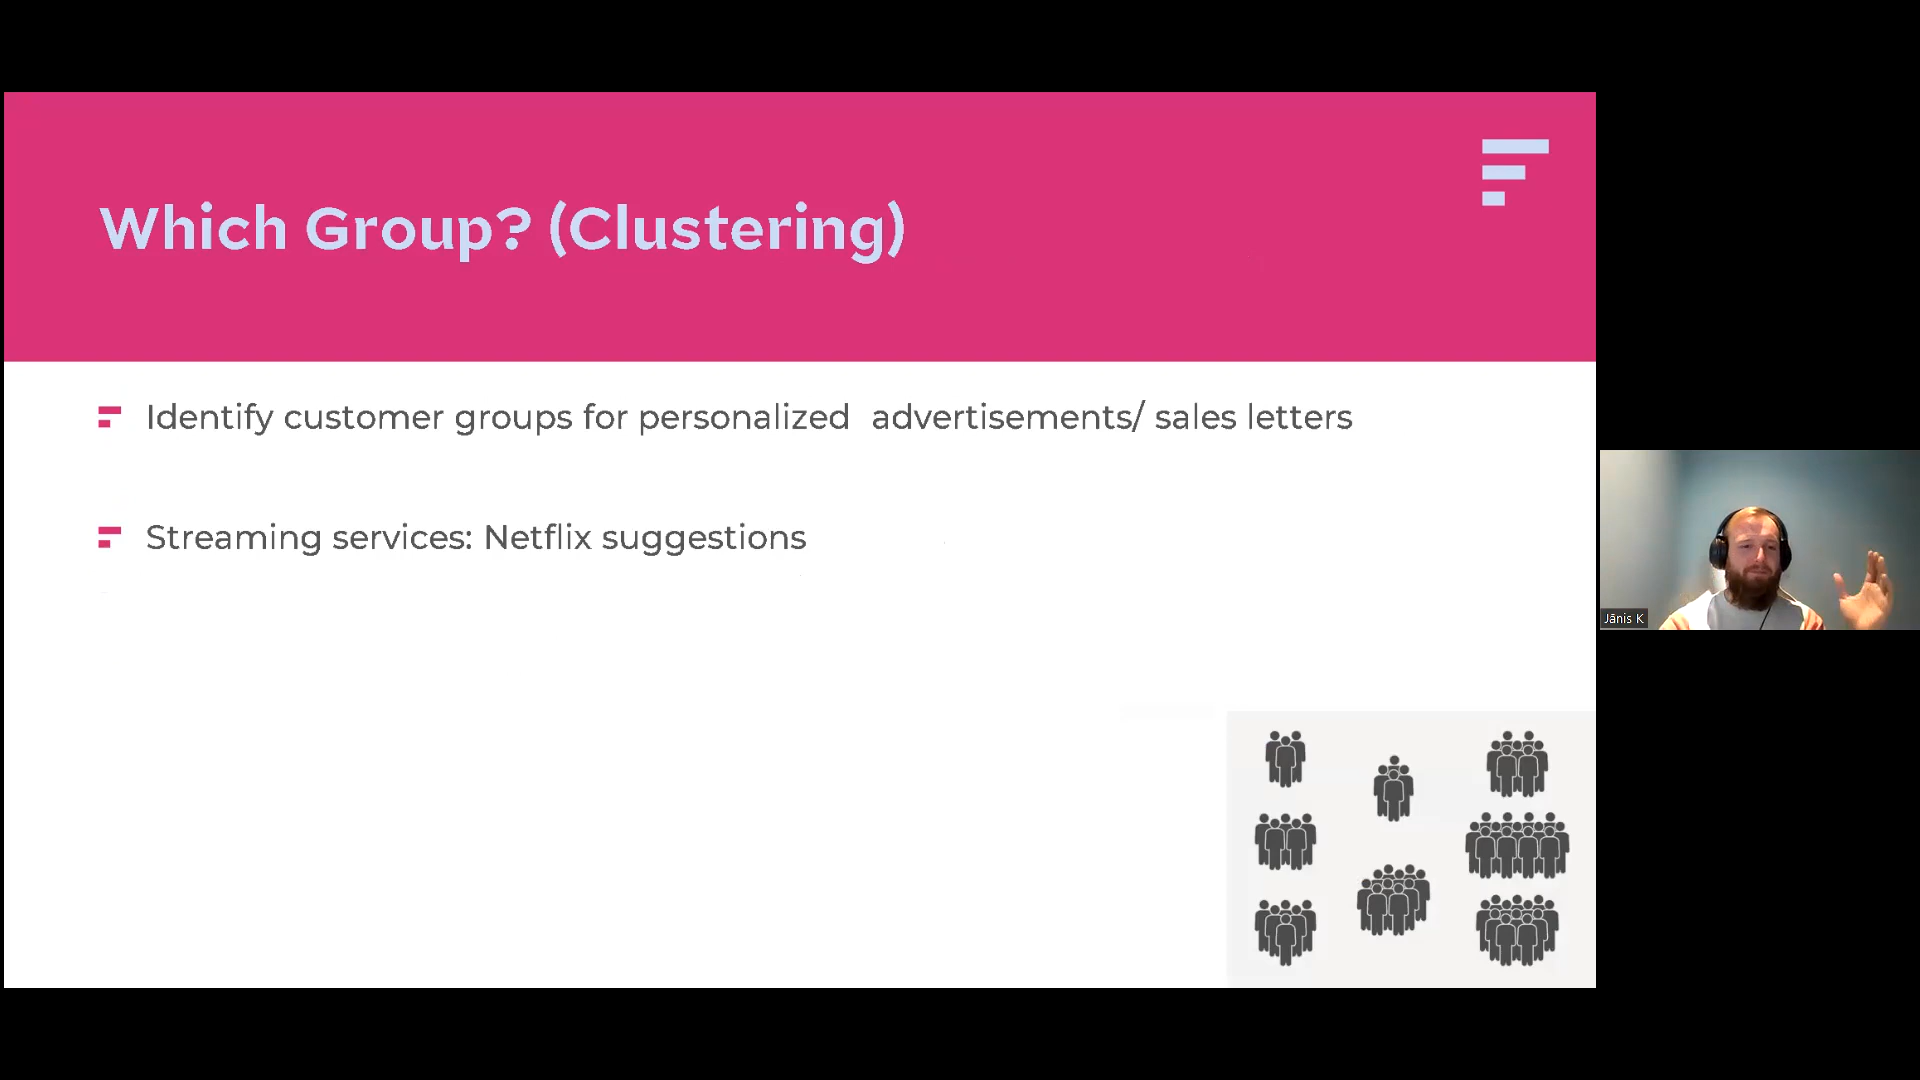 Which Group? (Clustering)
Identify customer groups for personalized  advertisements/ sales letters
Streaming services: Netflix suggestions
Jānis K